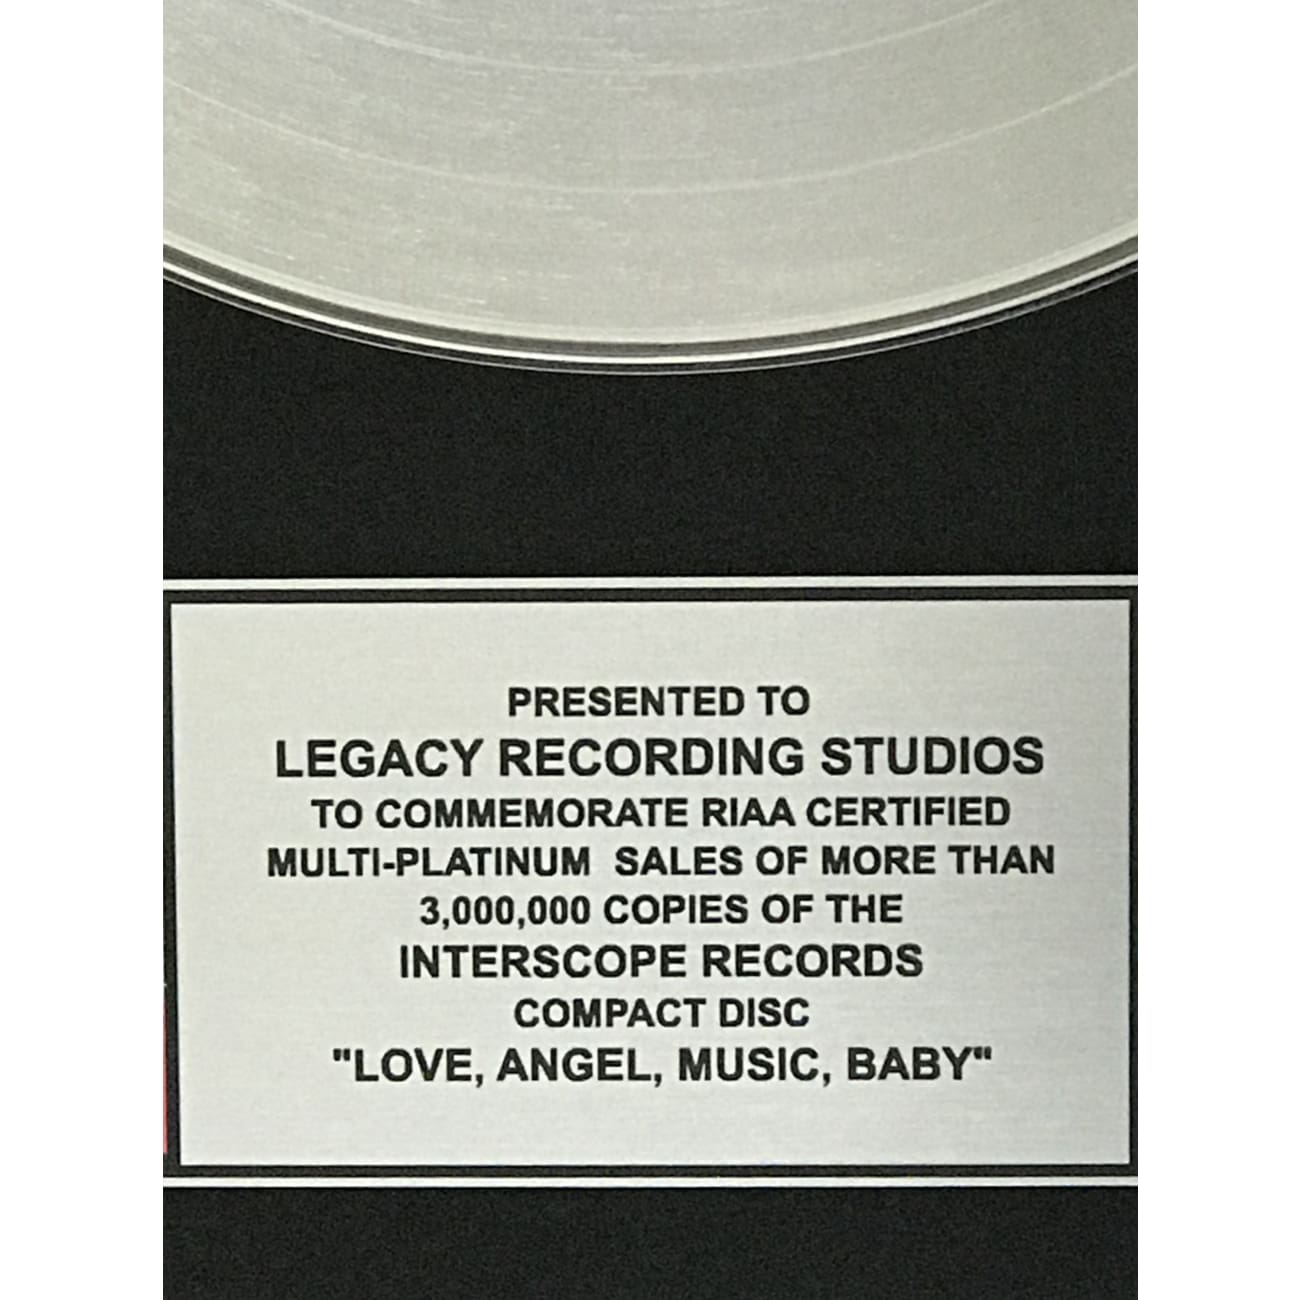 PRESENTED TO
LEGACY RECORDING STUDIOS
TO COMMEMORATE RIAA CERTIFIED
MULTI-PLATINUM SALES OF MORE THAN
3,000,000 COPIES OF THE
INTERSCOPE RECORDS
COMPACT DISC
"LOVE, ANGEL, MUSIC, BABY"